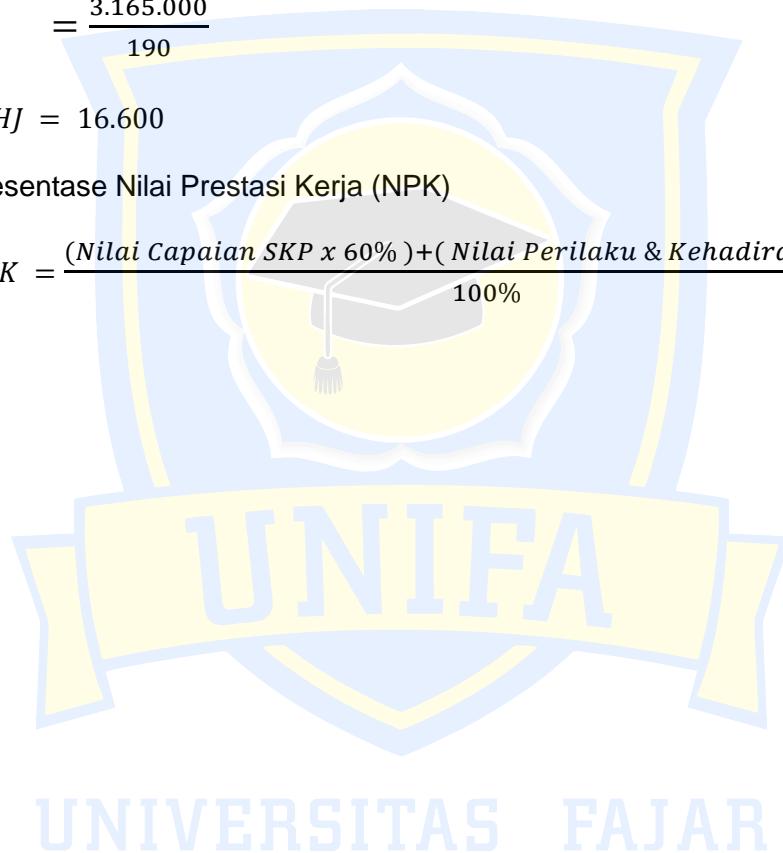 = 3.165.000
190
HJ = 16.600
esentase Nilai Prestasi Kerja (NPK)
K = (Nilai Capaian SKP x 60% )+( Nilai Perilaku & Kehadira
100%
UNIFA
UNIVERSITAS FAJAR